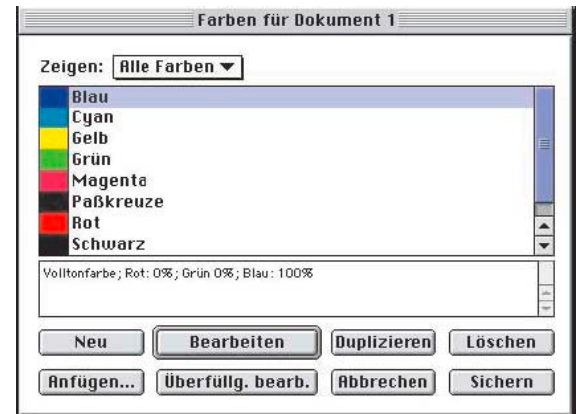 Farben für Dokument 1
Zeigen: Alle Farben
Blau
Cyan
Gelb
Grün
Magenta
Paßkreuze
Rot
Schwarz
Volltonfarbe; Rot: 0%; Grün 0%; Blau: 100%
Neu Bearbeiten Duplizieren Löschen
Anfügen... Überfüllg. bearb. Abbrechen Sichern